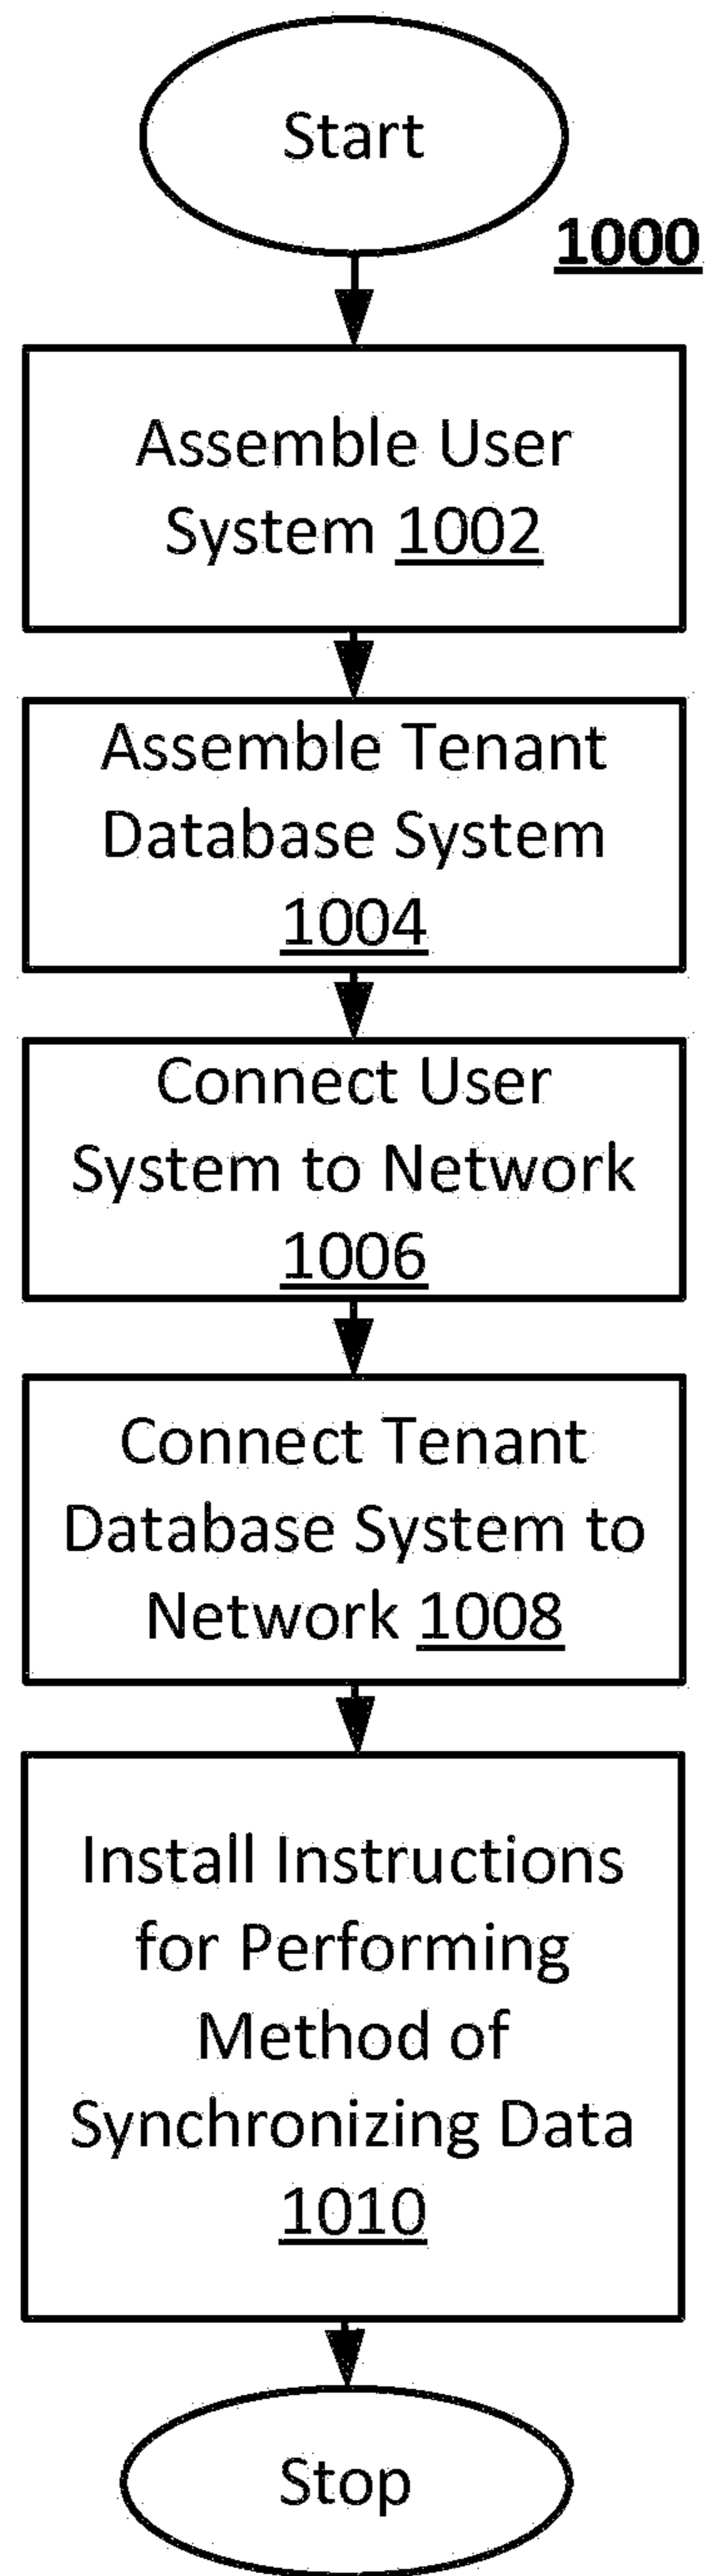 Start
1000
Assemble User
System 1002
Assemble Tenant
Database System
1004
Connect User
System to Network
1006
Connect Tenant
Database System to
Network 1008
Install Instructions
for Performing
Method of
Synchronizing Data
1010
Stop